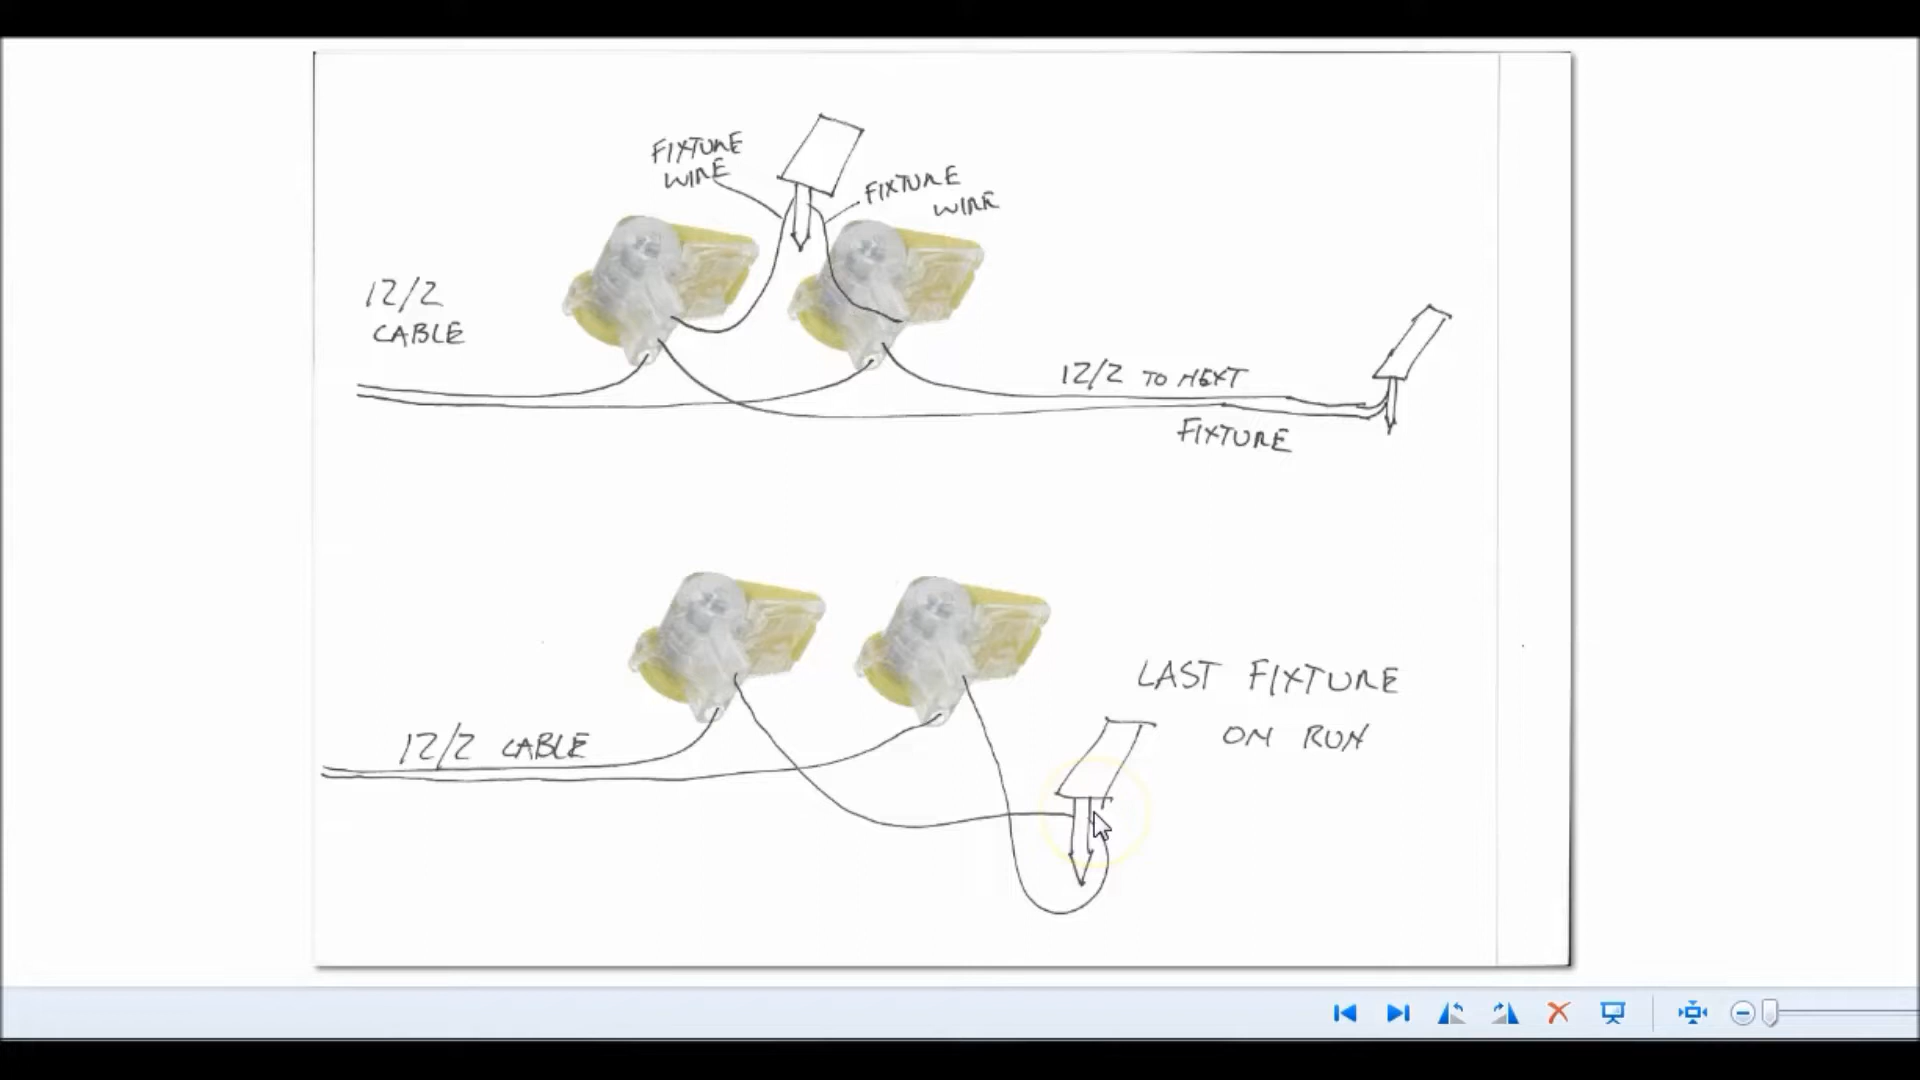 FIXTURE
WIRE
FIXTURE
WIRE
12/2
CABLE
12/2 TO NEXT
FIXTURE
12/2 CABLE
LAST FIXTURE
ON RUN